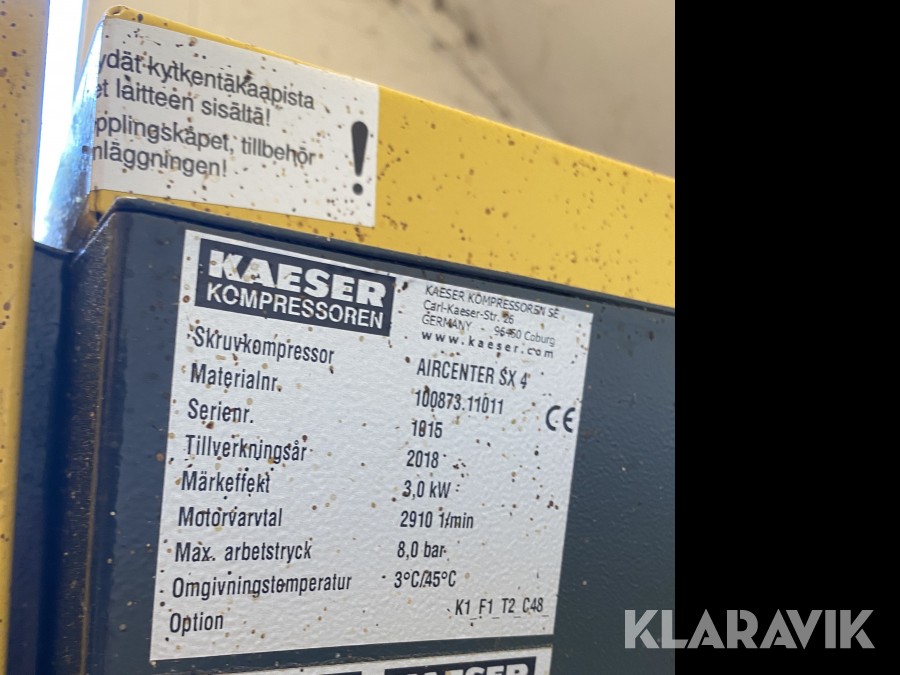 ydät kytkentäkaapista
et laitteen sisältä!
pplingskåpet, tillbehör
nläggningen!
!
KAESER
KOMPRESSOREN
KAESER KOMPRESSOREN SE
Carl-Kaeser-Str. 26
GERMANY - 96450 Coburg
www.kaeser.com
Skruvkompressor AIRCENTER SX 4
Materialnr. 100873.11011
CE
Serienr. 1015
Tillverkningsår 2018
Märkeffekt 3,0 kW
Motorvarvtal 2910 1/min
Max. arbetstryck 8,0 bar
Omgivningstemperatur 3°C/45°C
Option K1_F1_T2_C48
KAESER
KLARAVIK